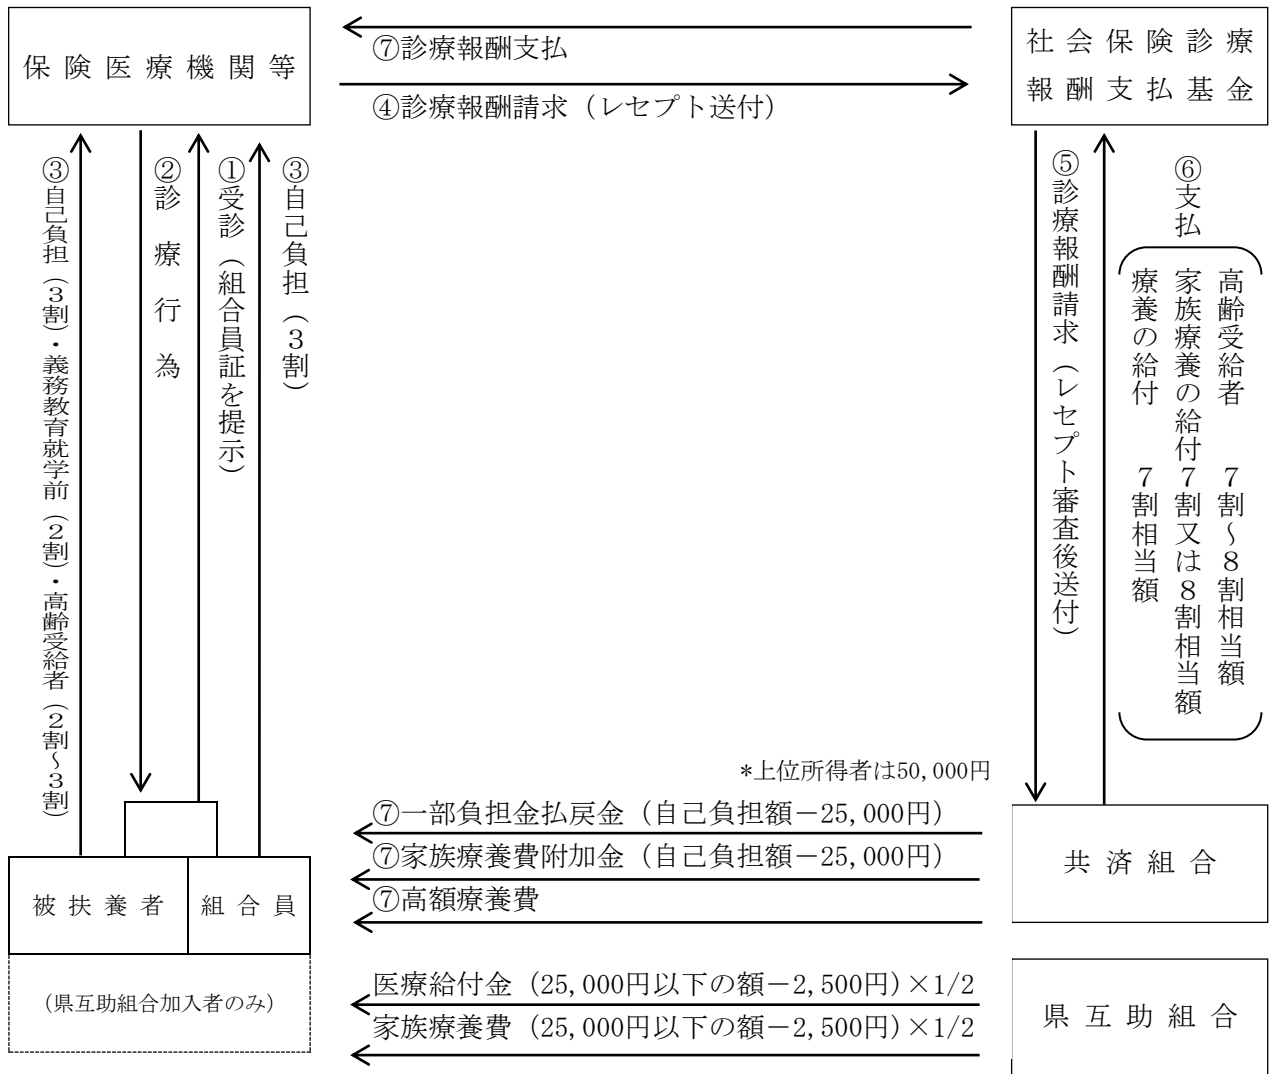 保険医療機関等
⑦診療報酬支払
④診療報酬請求（レセプト送付）
社会保険診療
報酬支払基金
③自己負担（３割）・義務教育就学前（２割）・高齢受給者（２割～３割）
②診療行為
①受診（組合員証を提示）
③自己負担（３割）
⑤診療報酬請求（レセプト審査後送付）
⑥支払
高齢受給者　７割～８割相当額
家族療養の給付　７割又は８割相当額
療養の給付　７割相当額
*上位所得者は50,000円
⑦一部負担金払戻金（自己負担額－25,000円）
⑦家族療養費附加金（自己負担額－25,000円）
⑦高額療養費
共済組合
被扶養者
組合員
（県互助組合加入者のみ）
医療給付金（25,000円以下の額－2,500円）×1/2
家族療養費（25,000円以下の額－2,500円）×1/2
県互助組合